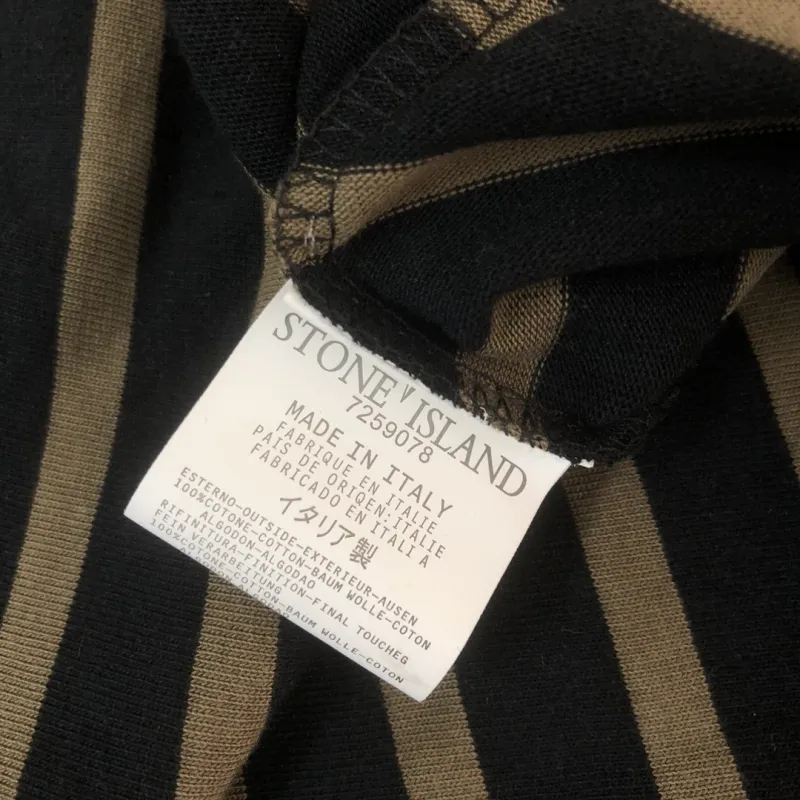 STONE ISLAND
7259078
MADE IN ITALY
FABRIQUE EN ITALIE
PAIS DE ORIQEN:ITALIE
FABRICADO EN ITALI A
イタリア製
ESTERNO-OUTSIDE-EXTERIEUR-AUSEN
100%COTONE-COTTON-BAUM WOLLE-COTON
ALGODON-ALGODAO
RIFINITURA-FINITION-FINAL TOUCHEG
FEIN VERARBEITUNG
100%COTONE-COTTON-BAUM WOLLE-COTON